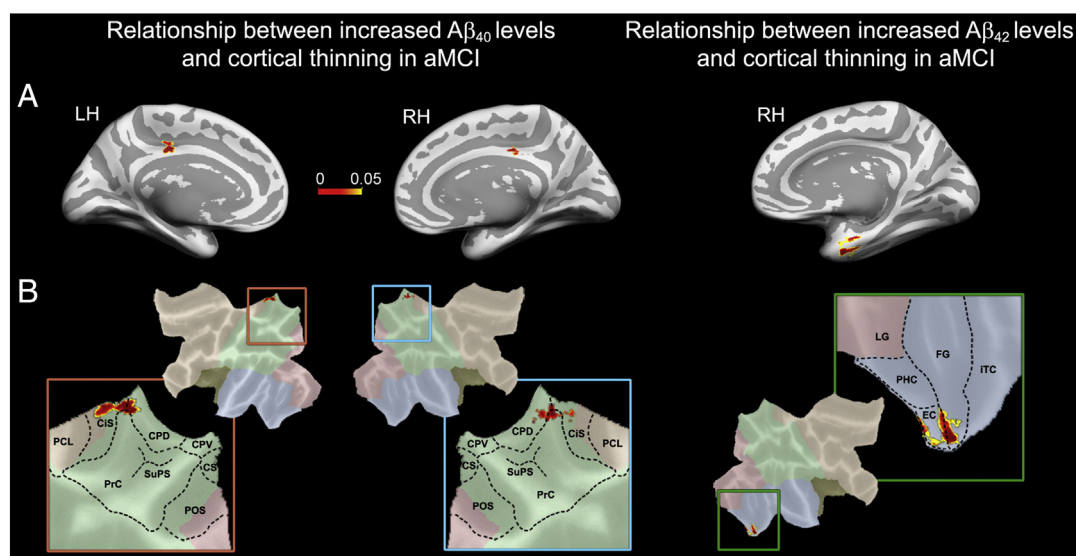 Relationship between increased Aβ₄₀ levels
and cortical thinning in aMCI
Relationship between increased Aβ₄₂ levels
and cortical thinning in aMCI
A
LH
RH
RH
0 0.05
B
PCL
CiS
CPD
CPV
SuPS
CS
PrC
POS
CPV
CPD
CiS
PCL
CS
SuPS
PrC
POS
LG
FG
iTC
PHC
EC